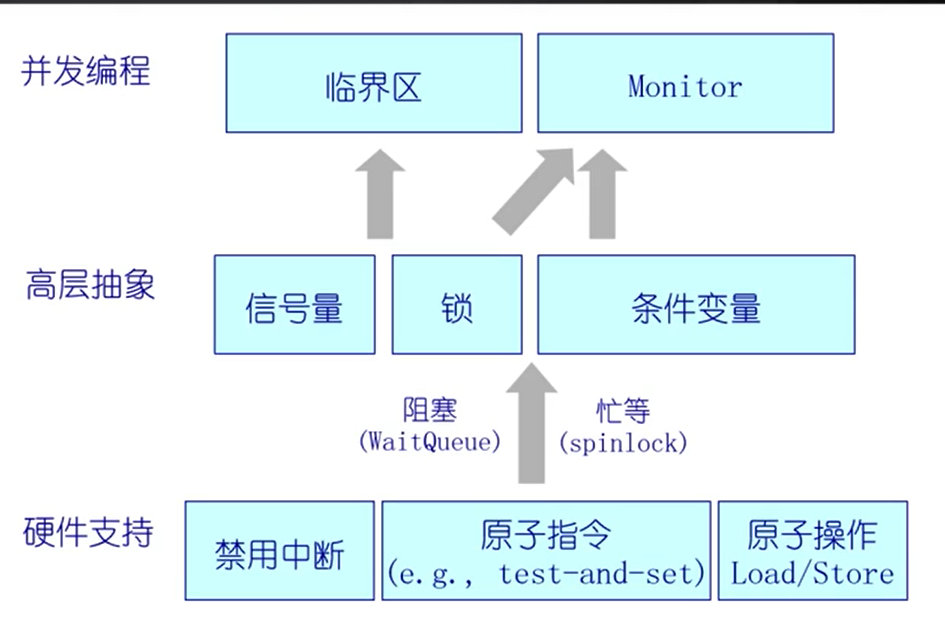 并发编程
临界区
Monitor
高层抽象
信号量
锁
条件变量
阻塞
(WaitQueue)
忙等
(spinlock)
硬件支持
禁用中断
原子指令
(e.g., test-and-set)
原子操作
Load/Store